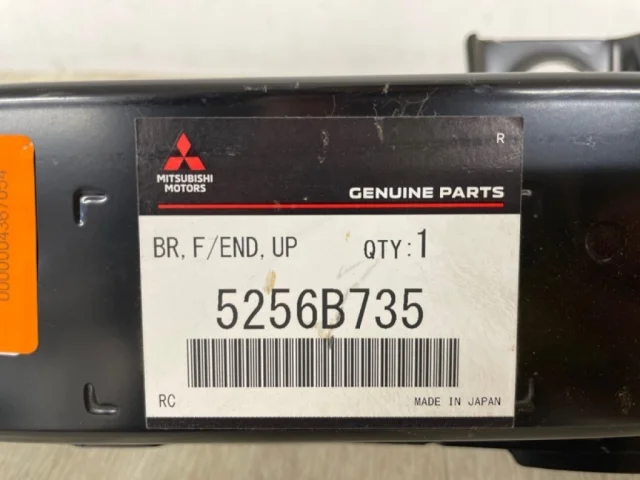 R
MITSUBISHI
MOTORS
GENUINE PARTS
BR, F/END, UP QTY: 1
5256B735
RC MADE IN JAPAN